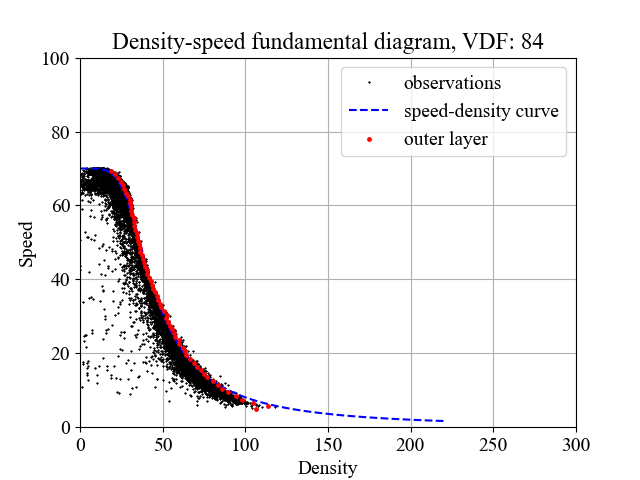 Density-speed fundamental diagram, VDF: 84
observations
speed-density curve
outer layer
100
80
60
40
20
0
Speed
0 50 100 150 200 250 300
Density